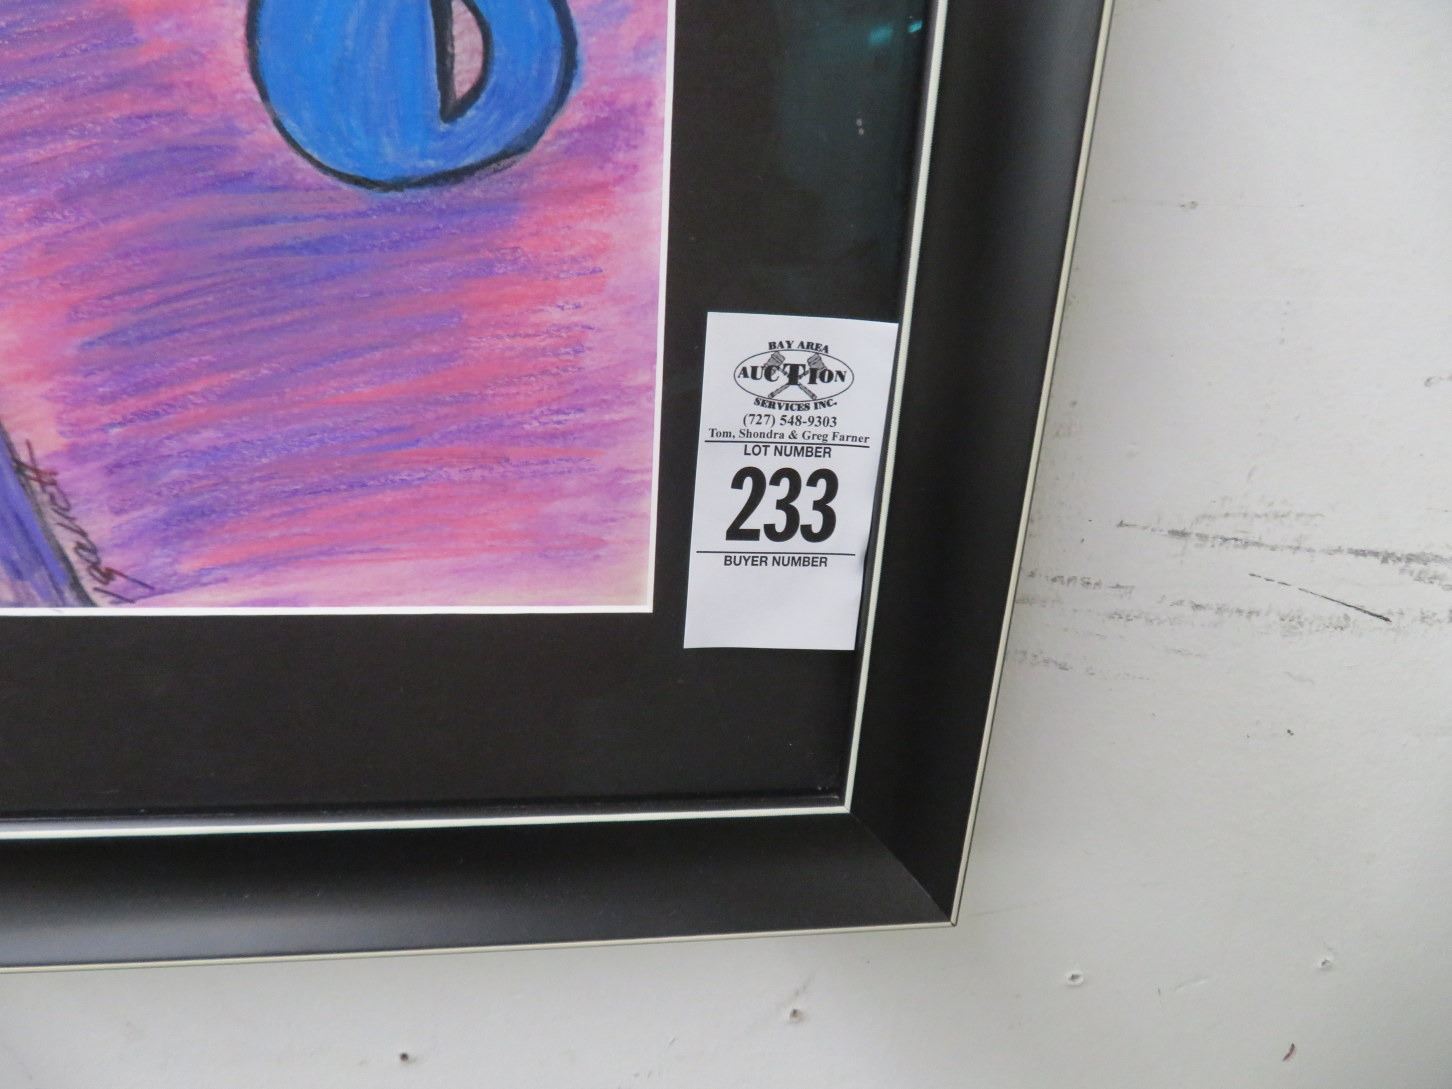 BAY AREA
AUCTION
SERVICES INC.
(727) 548-9303
Tom, Shondra & Greg Farner
LOT NUMBER
233
BUYER NUMBER